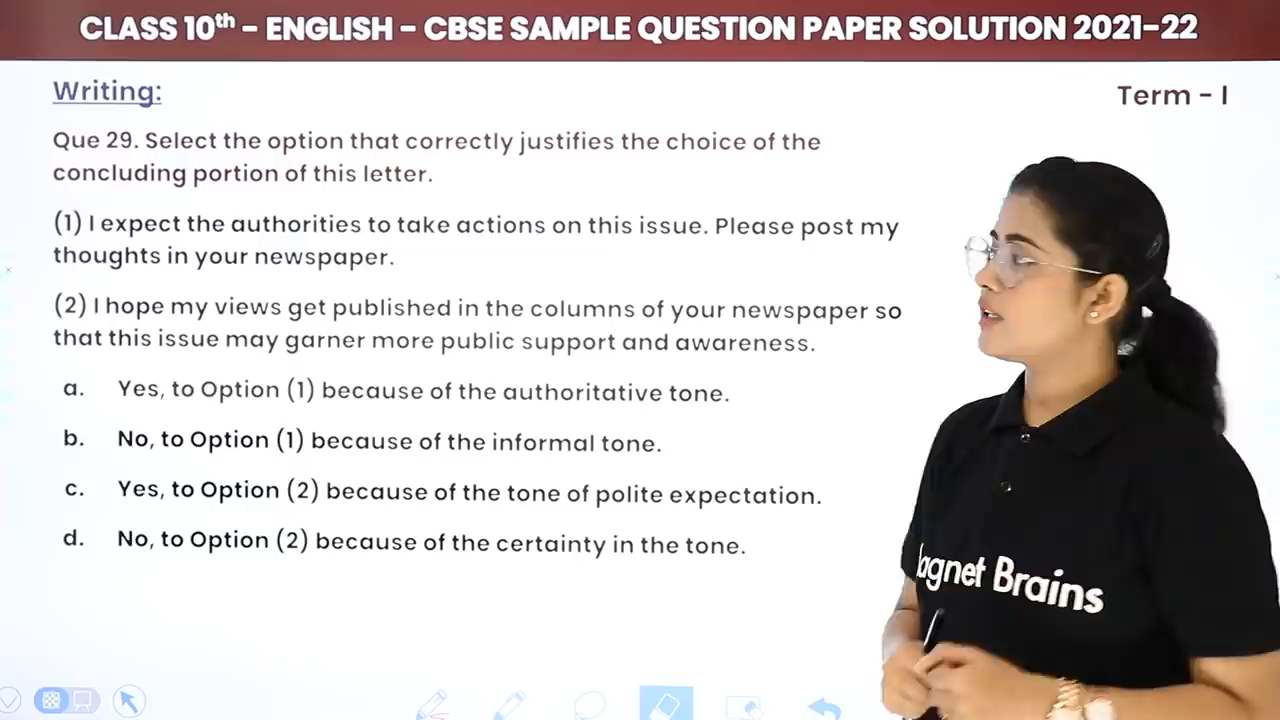 CLASS 10th - ENGLISH - CBSE SAMPLE QUESTION PAPER SOLUTION 2021-22
Writing:
Term - I
Que 29. Select the option that correctly justifies the choice of the
concluding portion of this letter.
(1) I expect the authorities to take actions on this issue. Please post my
thoughts in your newspaper.
(2) I hope my views get published in the columns of your newspaper so
that this issue may garner more public support and awareness.
a. Yes, to Option (1) because of the authoritative tone.
b. No, to Option (1) because of the informal tone.
c. Yes, to Option (2) because of the tone of polite expectation.
d. No, to Option (2) because of the certainty in the tone.
agnet Brains